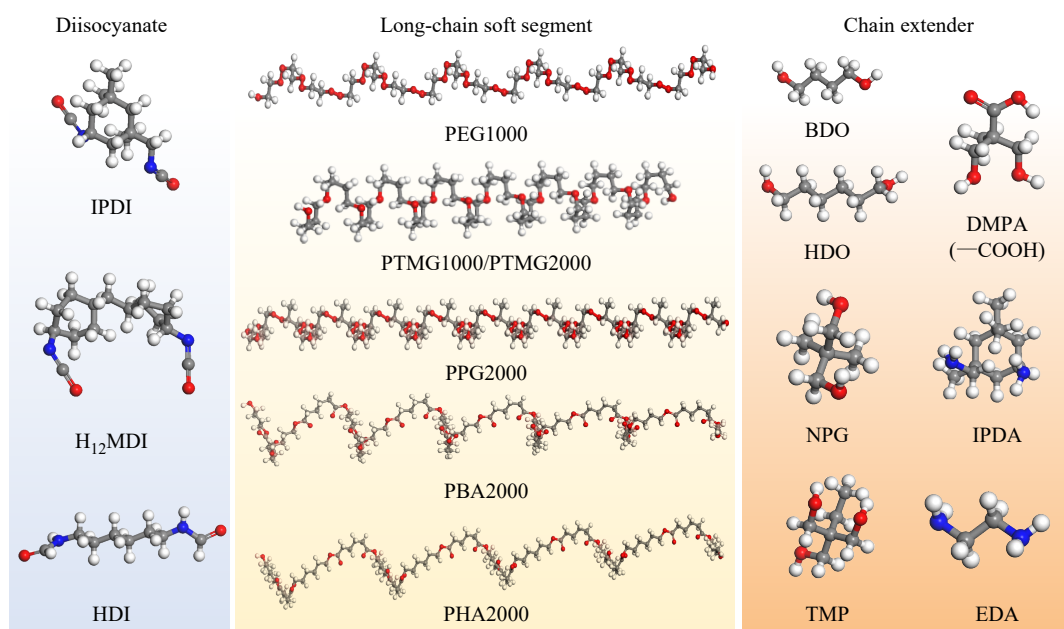 Diisocyanate
IPDI
H₁₂MDI
HDI
Long-chain soft segment
PEG1000
PTMG1000/PTMG2000
PPG2000
PBA2000
PHA2000
Chain extender
BDO
HDO
DMPA
(—COOH)
NPG
IPDA
TMP
EDA